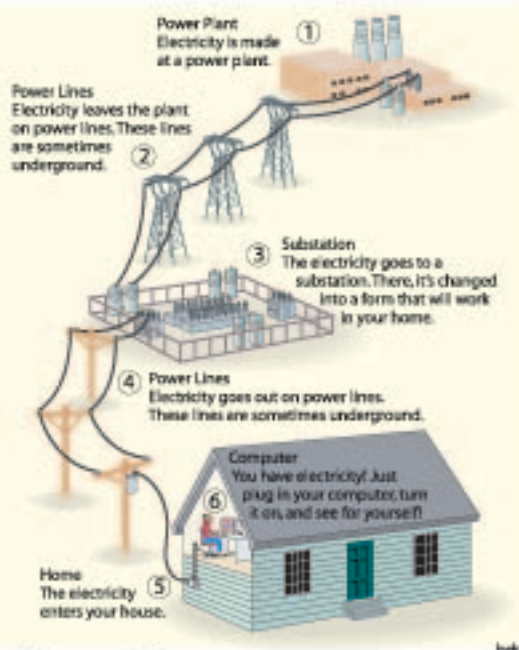 Power Plant
Electricity is made
at a power plant.
1
Power Lines
Electricity leaves the plant
on power lines. These lines
are sometimes
underground.
2
3
Substation
The electricity goes to a
substation. There, it's changed
into a form that will work
in your home.
4
Power Lines
Electricity goes out on power lines.
These lines are sometimes underground.
Computer
You have electricity! Just
plug in your computer, turn
it on, and see for yourself!
6
Home
The electricity
enters your house.
5